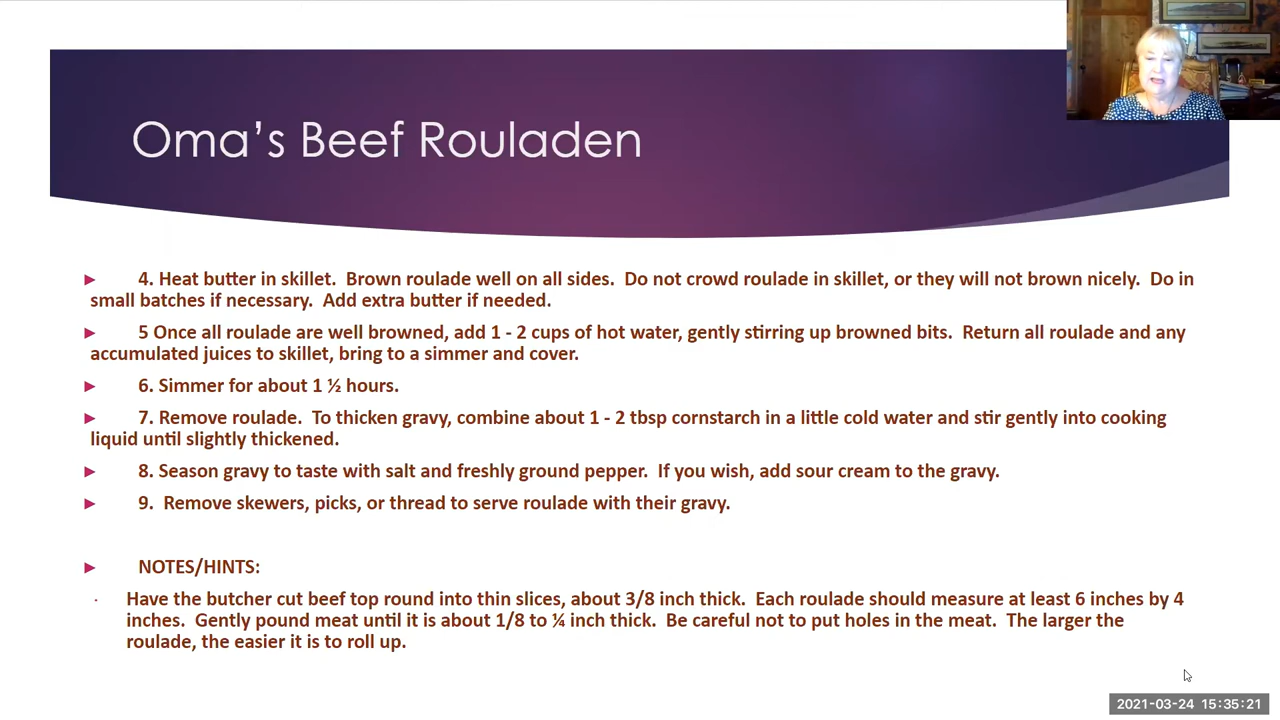 Oma's Beef Rouladen
► 4. Heat butter in skillet.  Brown roulade well on all sides.  Do not crowd roulade in skillet, or they will not brown nicely.  Do in
small batches if necessary.  Add extra butter if needed.
► 5 Once all roulade are well browned, add 1 - 2 cups of hot water, gently stirring up browned bits.  Return all roulade and any
accumulated juices to skillet, bring to a simmer and cover.
► 6. Simmer for about 1 ½ hours.
► 7. Remove roulade.  To thicken gravy, combine about 1 - 2 tbsp cornstarch in a little cold water and stir gently into cooking
liquid until slightly thickened.
► 8. Season gravy to taste with salt and freshly ground pepper.  If you wish, add sour cream to the gravy.
► 9.  Remove skewers, picks, or thread to serve roulade with their gravy.
► NOTES/HINTS:
· Have the butcher cut beef top round into thin slices, about 3/8 inch thick.  Each roulade should measure at least 6 inches by 4
inches.  Gently pound meat until it is about 1/8 to ¼ inch thick.  Be careful not to put holes in the meat.  The larger the
roulade, the easier it is to roll up.
2021-03-24 15:35:21